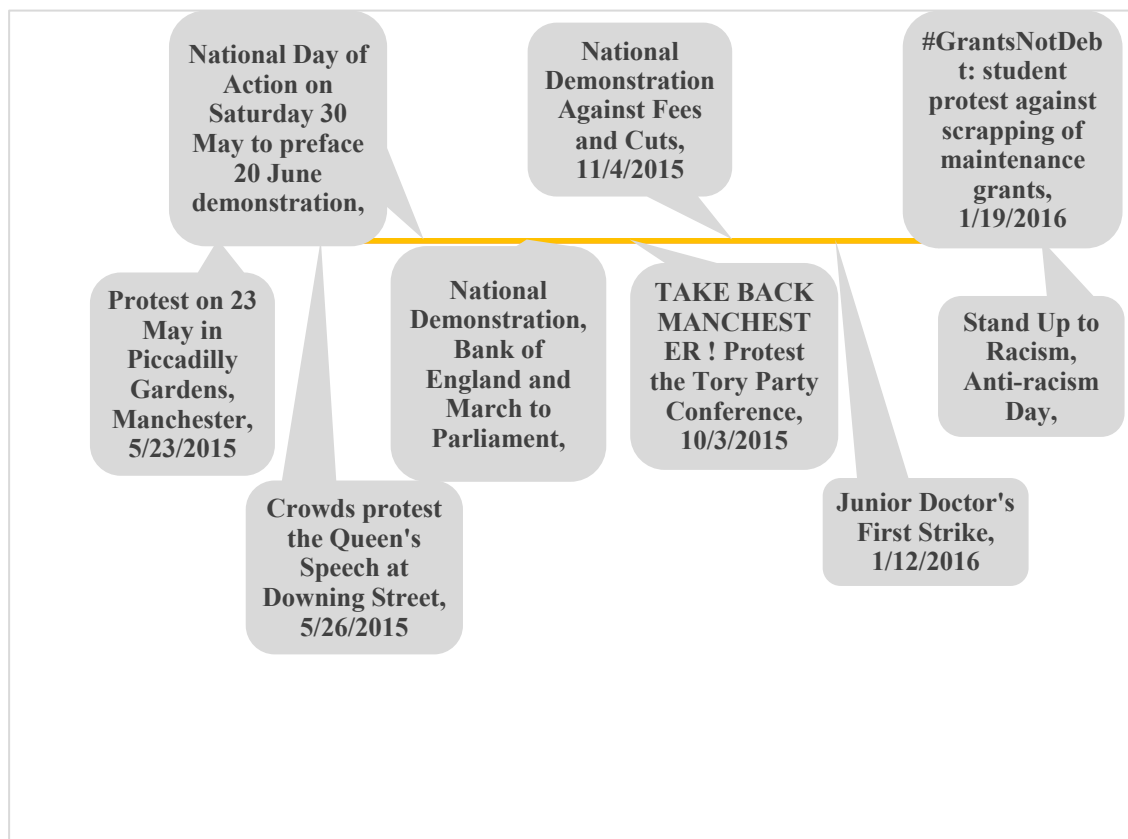 National Day of
Action on
Saturday 30
May to preface
20 June
demonstration,
National
Demonstration
Against Fees
and Cuts,
11/4/2015
#GrantsNotDeb
t: student
protest against
scrapping of
maintenance
grants,
1/19/2016
Protest on 23
May in
Piccadilly
Gardens,
Manchester,
5/23/2015
National
Demonstration,
Bank of
England and
March to
Parliament,
TAKE BACK
MANCHEST
ER ! Protest
the Tory Party
Conference,
10/3/2015
Stand Up to
Racism,
Anti-racism
Day,
Crowds protest
the Queen's
Speech at
Downing Street,
5/26/2015
Junior Doctor's
First Strike,
1/12/2016